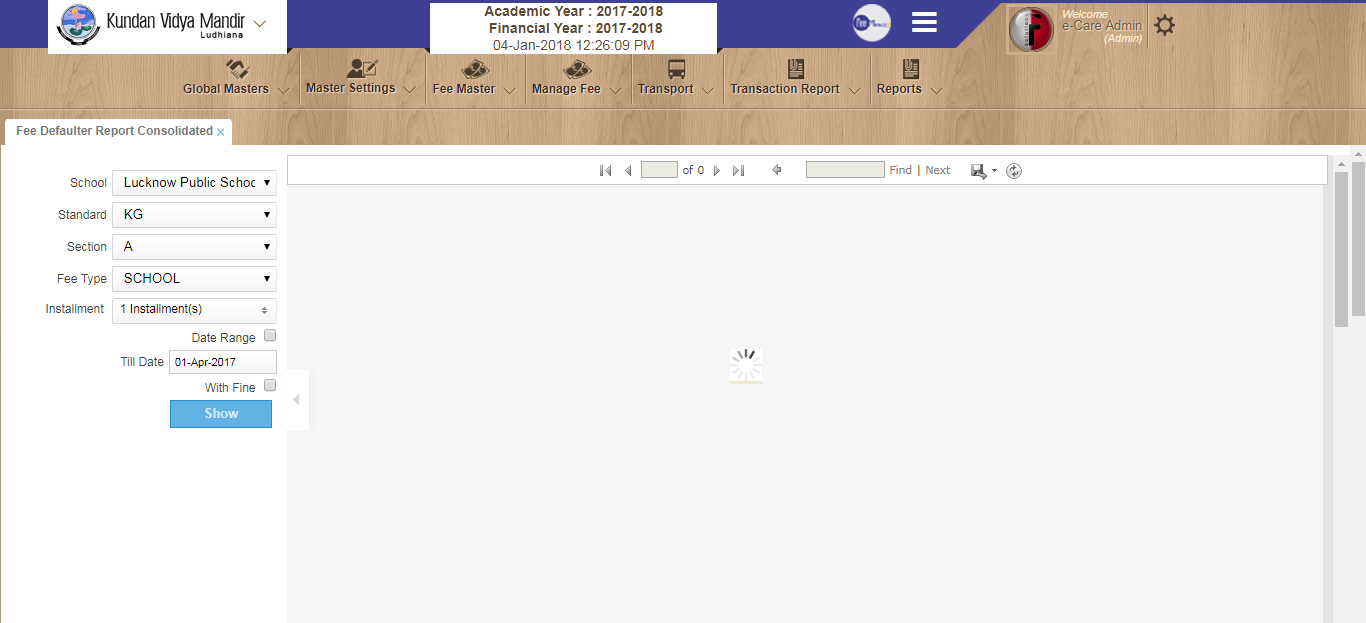 Kundan Vidya Mandir
Ludhiana
Academic Year : 2017-2018
Financial Year : 2017-2018
04-Jan-2018 12:26:09 PM
Welcome
e-Care Admin
(Admin)
Global Masters
Master Settings
Fee Master
Manage Fee
Transport
Transaction Report
Reports
Fee Defaulter Report Consolidated ×
of 0
Find | Next
School Lucknow Public Schoc
Standard KG
Section A
Fee Type SCHOOL
Installment 1 Installment(s)
Date Range
Till Date 01-Apr-2017
With Fine
Show